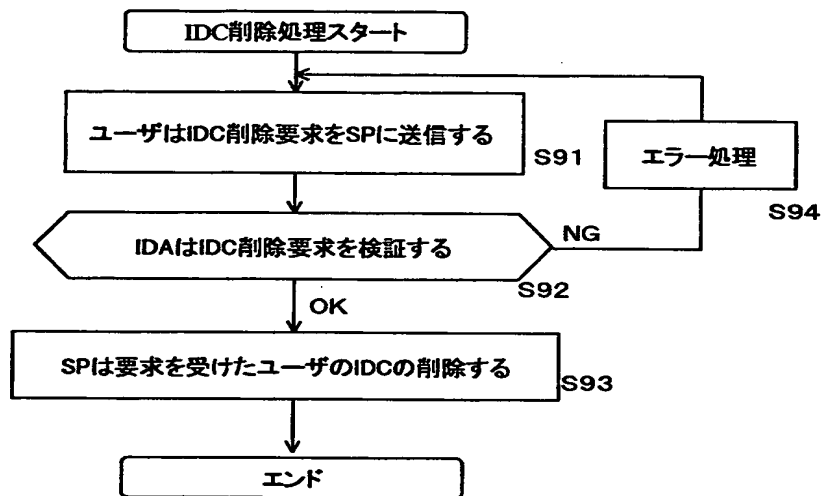 IDC削除処理スタート
ユーザはIDC削除要求をSPに送信する
S91
エラー処理
S94
IDAはIDC削除要求を検証する
NG
S92
OK
SPは要求を受けたユーザのIDCの削除する
S93
エンド